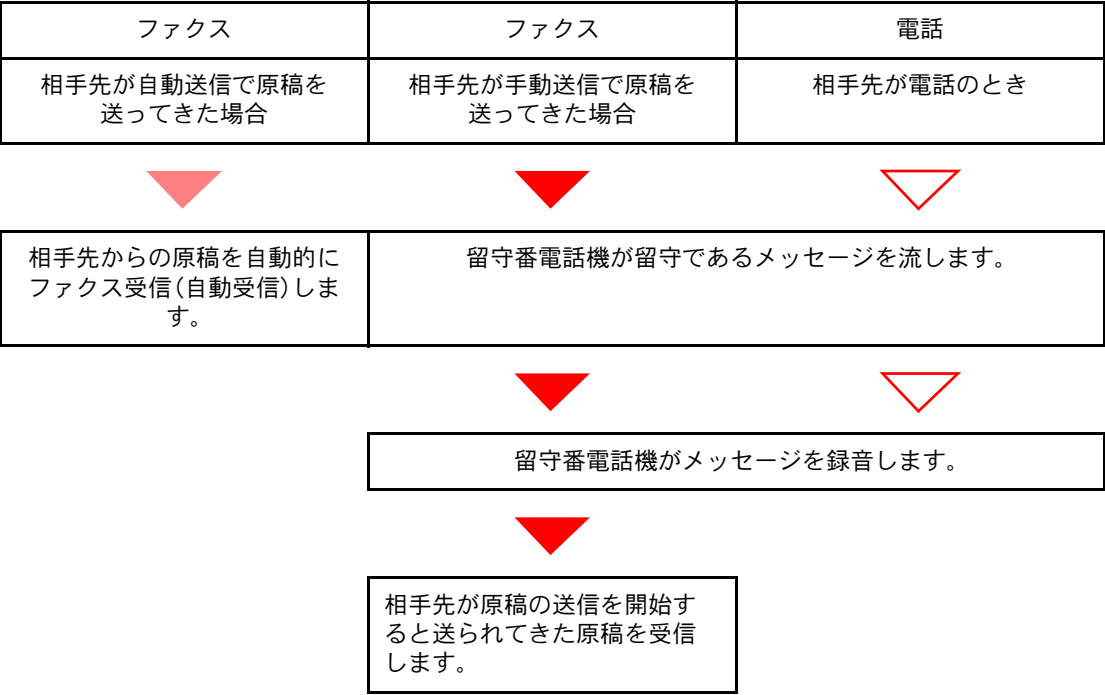 ファクス
ファクス
電話
相手先が自動送信で原稿を
送ってきた場合
相手先が手動送信で原稿を
送ってきた場合
相手先が電話のとき
相手先からの原稿を自動的に
ファクス受信(自動受信)しま
す。
留守番電話機が留守であるメッセージを流します。
留守番電話機がメッセージを録音します。
相手先が原稿の送信を開始す
ると送られてきた原稿を受信
します。